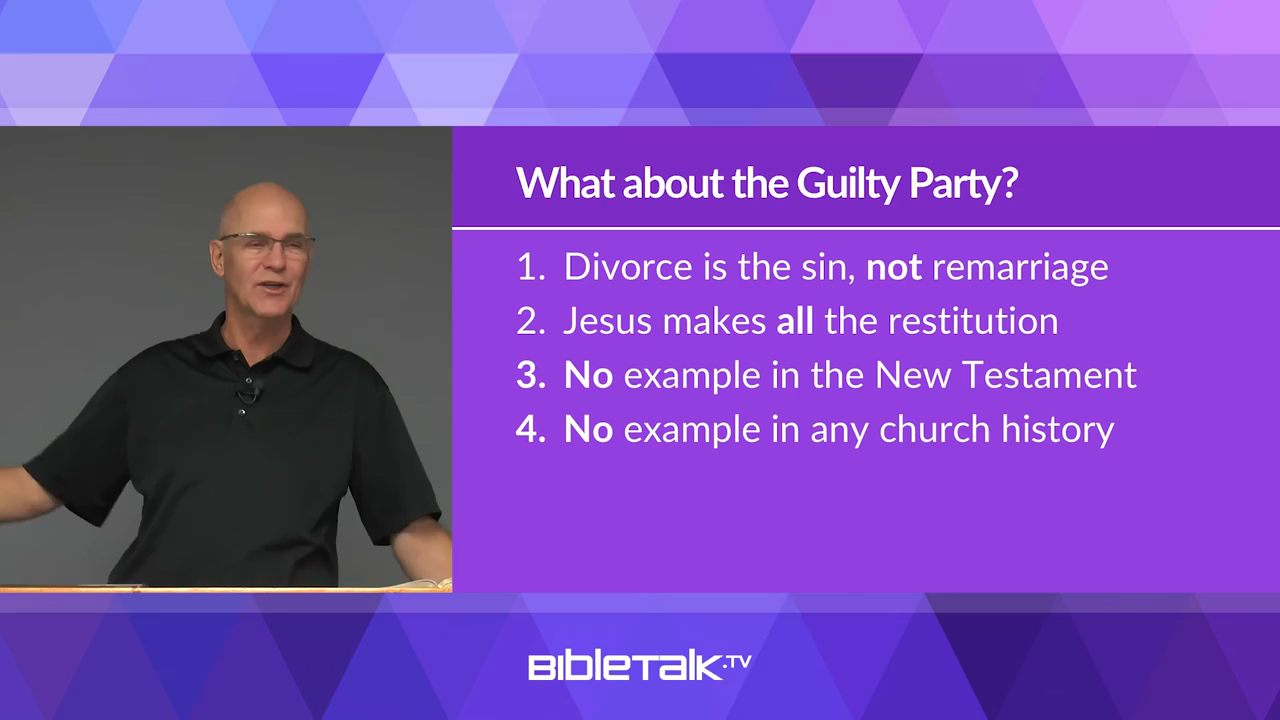 What about the Guilty Party?
1. Divorce is the sin, not remarriage
2. Jesus makes all the restitution
3. No example in the New Testament
4. No example in any church history
BibleTalk.TV